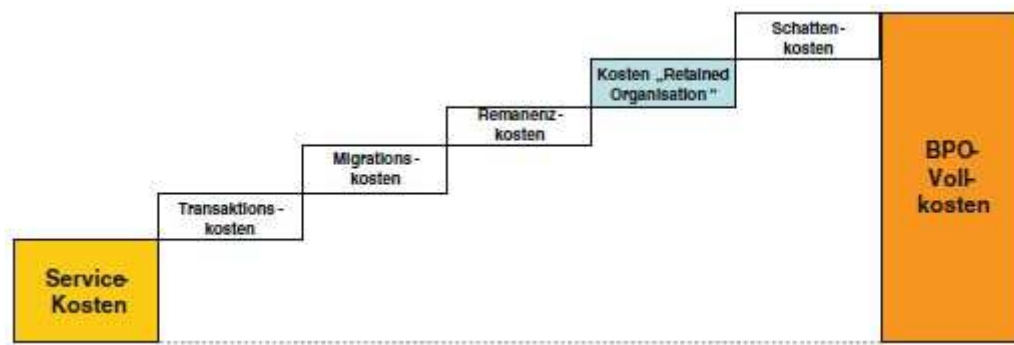 Schatten-
kosten
Kosten „Retained
Organisation“
Remanenz-
kosten
Migrations-
kosten
Transaktions-
kosten
Service-
Kosten
BPO-
Voll-
kosten